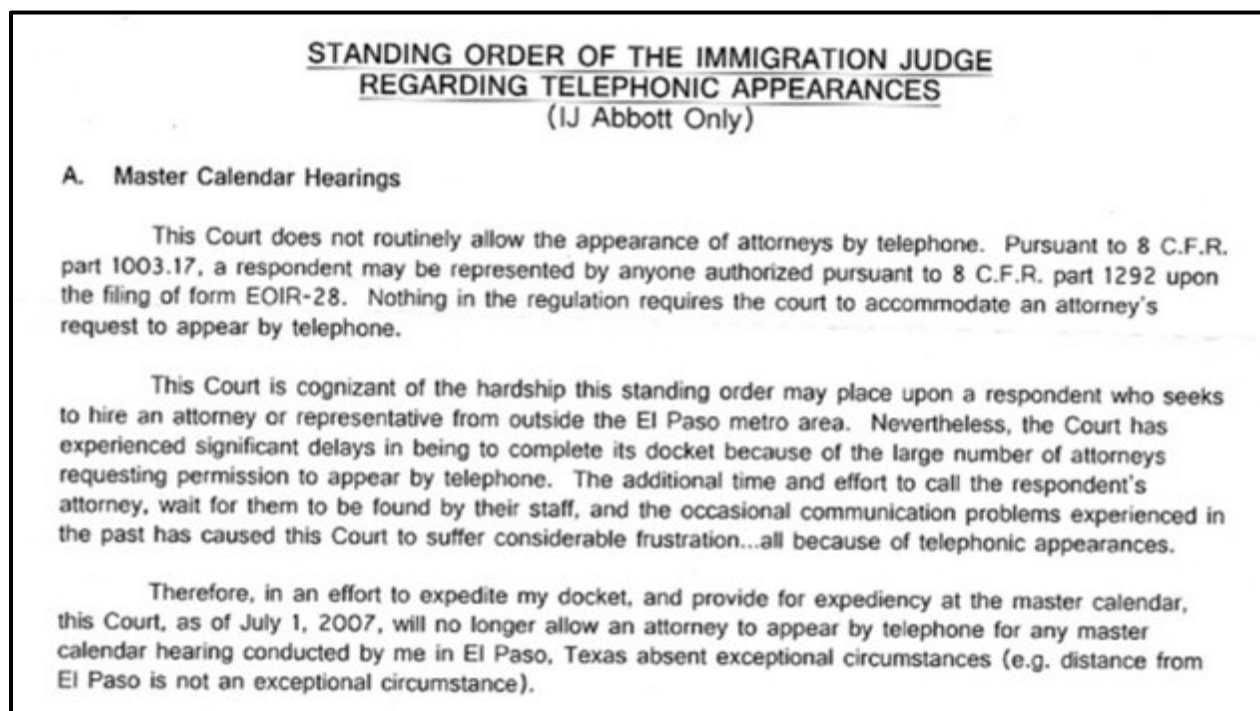 STANDING ORDER OF THE IMMIGRATION JUDGE
REGARDING TELEPHONIC APPEARANCES
(IJ Abbott Only)
A. Master Calendar Hearings
This Court does not routinely allow the appearance of attorneys by telephone. Pursuant to 8 C.F.R.
part 1003.17, a respondent may be represented by anyone authorized pursuant to 8 C.F.R. part 1292 upon
the filing of form EOIR-28. Nothing in the regulation requires the court to accommodate an attorney's
request to appear by telephone.
This Court is cognizant of the hardship this standing order may place upon a respondent who seeks
to hire an attorney or representative from outside the El Paso metro area. Nevertheless, the Court has
experienced significant delays in being to complete its docket because of the large number of attorneys
requesting permission to appear by telephone. The additional time and effort to call the respondent's
attorney, wait for them to be found by their staff, and the occasional communication problems experienced in
the past has caused this Court to suffer considerable frustration...all because of telephonic appearances.
Therefore, in an effort to expedite my docket, and provide for expediency at the master calendar,
this Court, as of July 1, 2007, will no longer allow an attorney to appear by telephone for any master
calendar hearing conducted by me in El Paso, Texas absent exceptional circumstances (e.g. distance from
El Paso is not an exceptional circumstance).